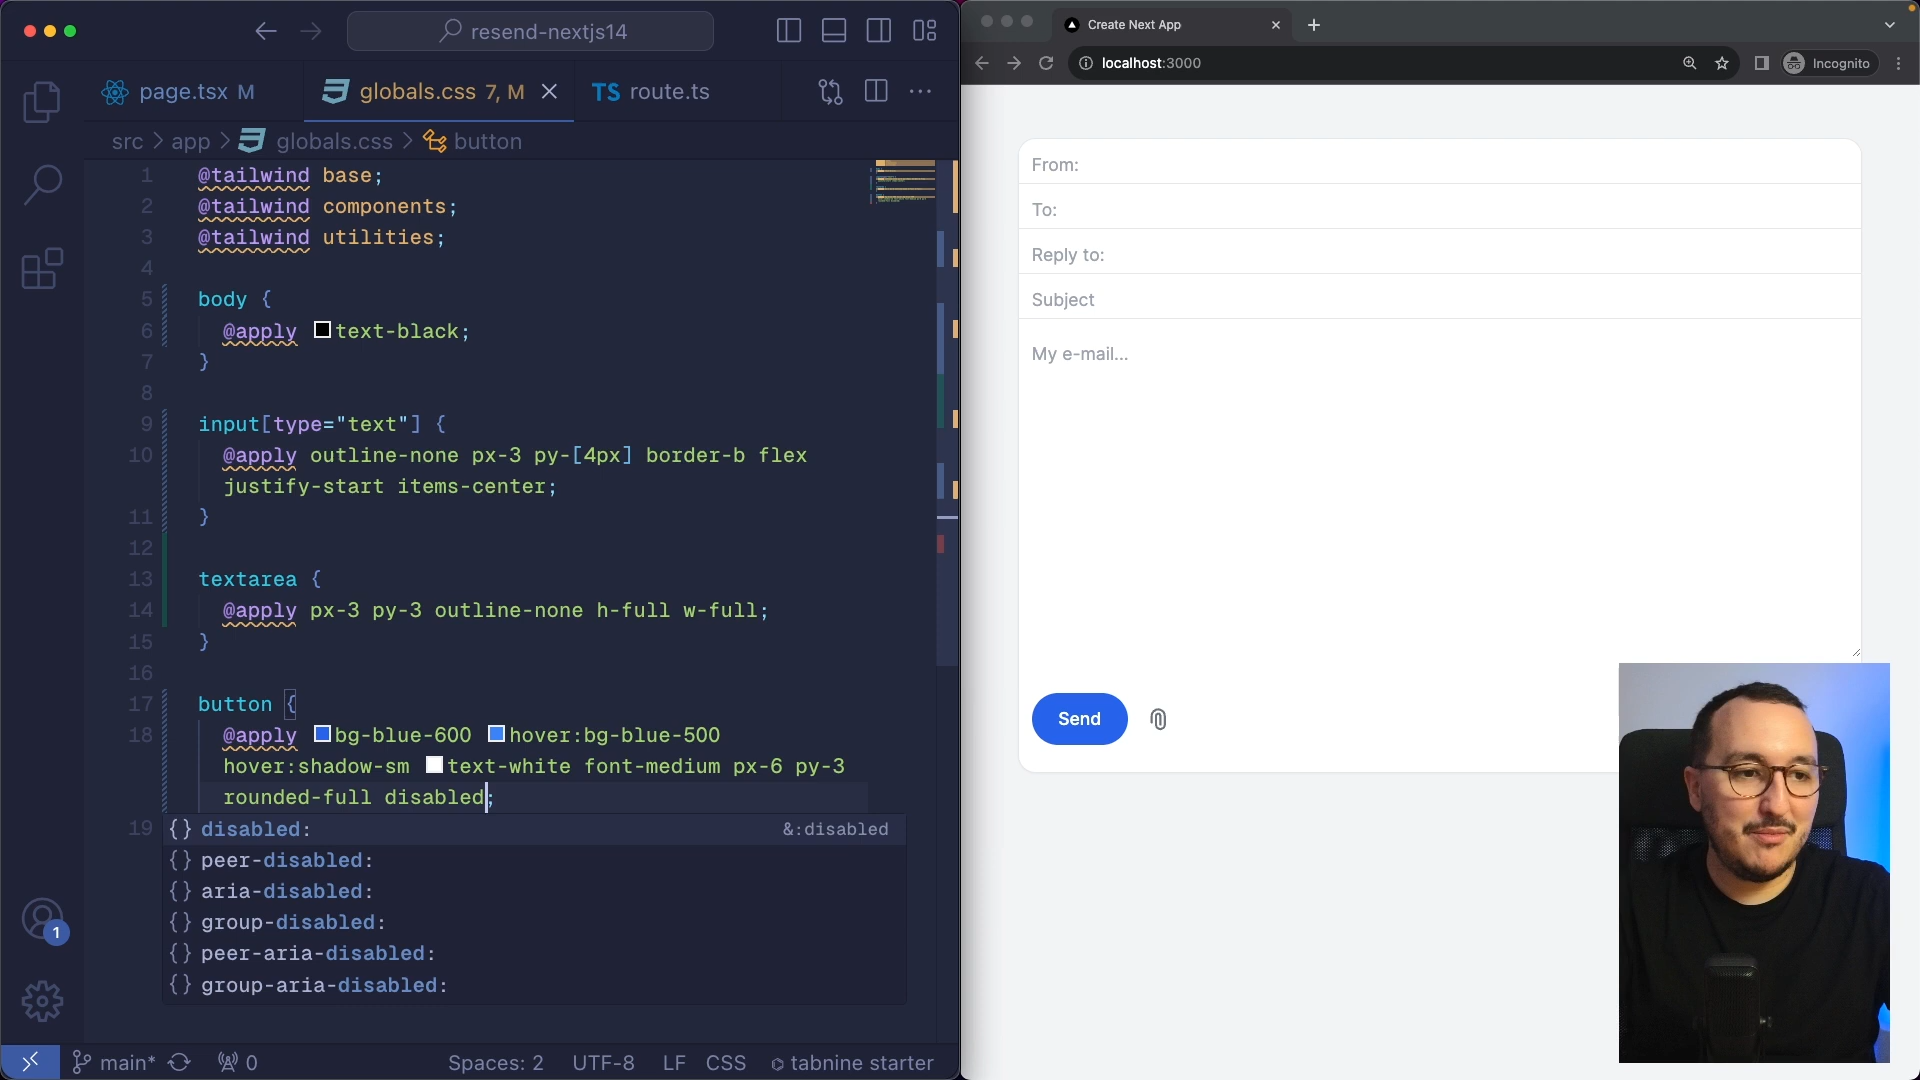 resend-nextjs14
page.tsx M
globals.css 7, M
TS route.ts
src > app > globals.css > button
1 @tailwind base;
2 @tailwind components;
3 @tailwind utilities;
4
5 body {
6 @apply text-black;
7 }
8
9 input[type="text"] {
10 @apply outline-none px-3 py-[4px] border-b flex
justify-start items-center;
11 }
12
13 textarea {
14 @apply px-3 py-3 outline-none h-full w-full;
15 }
16
17 button {
18 @apply bg-blue-600 hover:bg-blue-500
hover:shadow-sm text-white font-medium px-6 py-3
rounded-full disabled;
19 {} disabled: &:disabled
{} peer-disabled:
{} aria-disabled:
{} group-disabled:
{} peer-aria-disabled:
{} group-aria-disabled:
1
main* 0 Spaces: 2 UTF-8 LF CSS tabnine starter
Create Next App
localhost:3000
Incognito
From:
To:
Reply to:
Subject
My e-mail...
Send